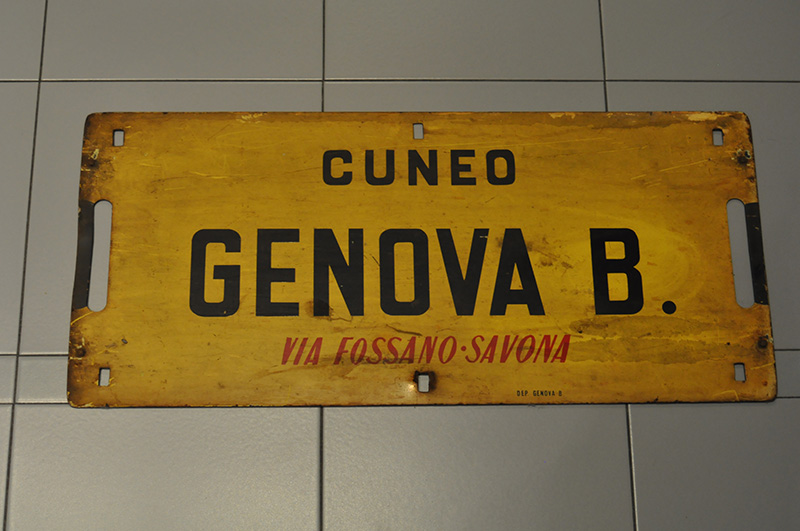 CUNEO
GENOVA B.
VIA FOSSANO·SAVONA
DEP. GENOVA B.